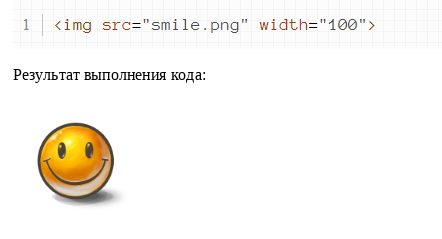 1 <img src="smile.png" width="100">
Результат выполнения кода: